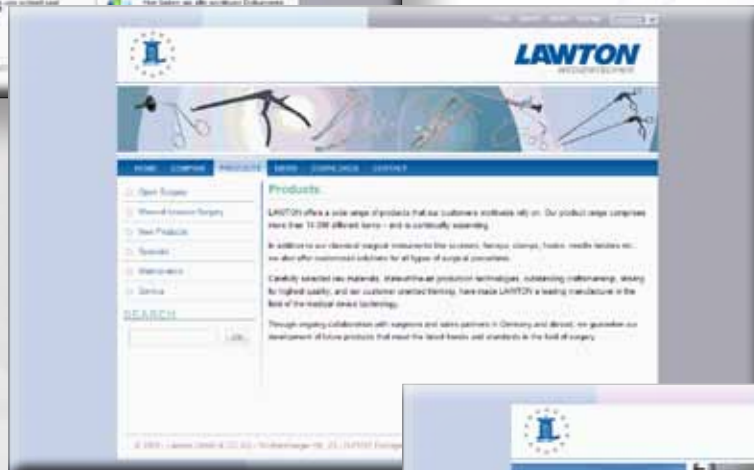 LAWTON
HOME COMPANY PRODUCTS NEWS DOWNLOADS CONTACT
Open Surgery
Minimal Invasive Surgery
New Products
Specials
Maintenance
Service
SEARCH
Products
LAWTON offers a wide range of products that our customers worldwide rely on. Our product range comprises
more than 14.000 different items – and is continually expanding.
In addition to our classical surgical instruments like scissors, forceps, clamps, hooks, needle holders etc.
we also offer customized solutions for all types of surgical procedures.
Carefully selected raw materials, state-of-the-art production technologies, outstanding craftsmanship, striving
for highest quality, and our customer oriented thinking, have made LAWTON a leading manufacturer in the
field of the medical device technology.
Through ongoing collaboration with surgeons and sales partners in Germany and abroad, we guarantee our
development of future products that meet the latest trends and standards in the field of surgery.